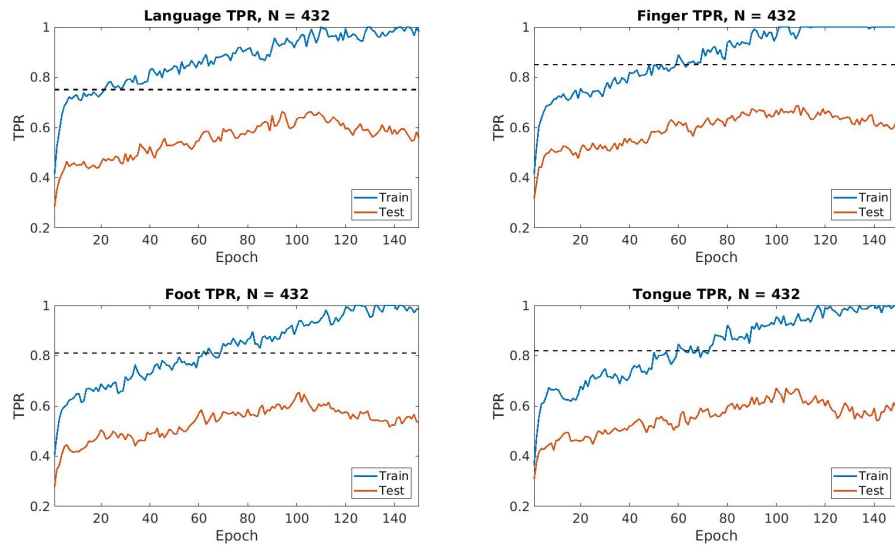 Language TPR, N = 432
1
0.8
0.6
0.4
0.2
TPR
20 40 60 80 100 120 140
Epoch
Train
Test
Finger TPR, N = 432
1
0.8
0.6
0.4
0.2
TPR
20 40 60 80 100 120 140
Epoch
Train
Test
Foot TPR, N = 432
1
0.8
0.6
0.4
0.2
TPR
20 40 60 80 100 120 140
Epoch
Train
Test
Tongue TPR, N = 432
1
0.8
0.6
0.4
0.2
TPR
20 40 60 80 100 120 140
Epoch
Train
Test